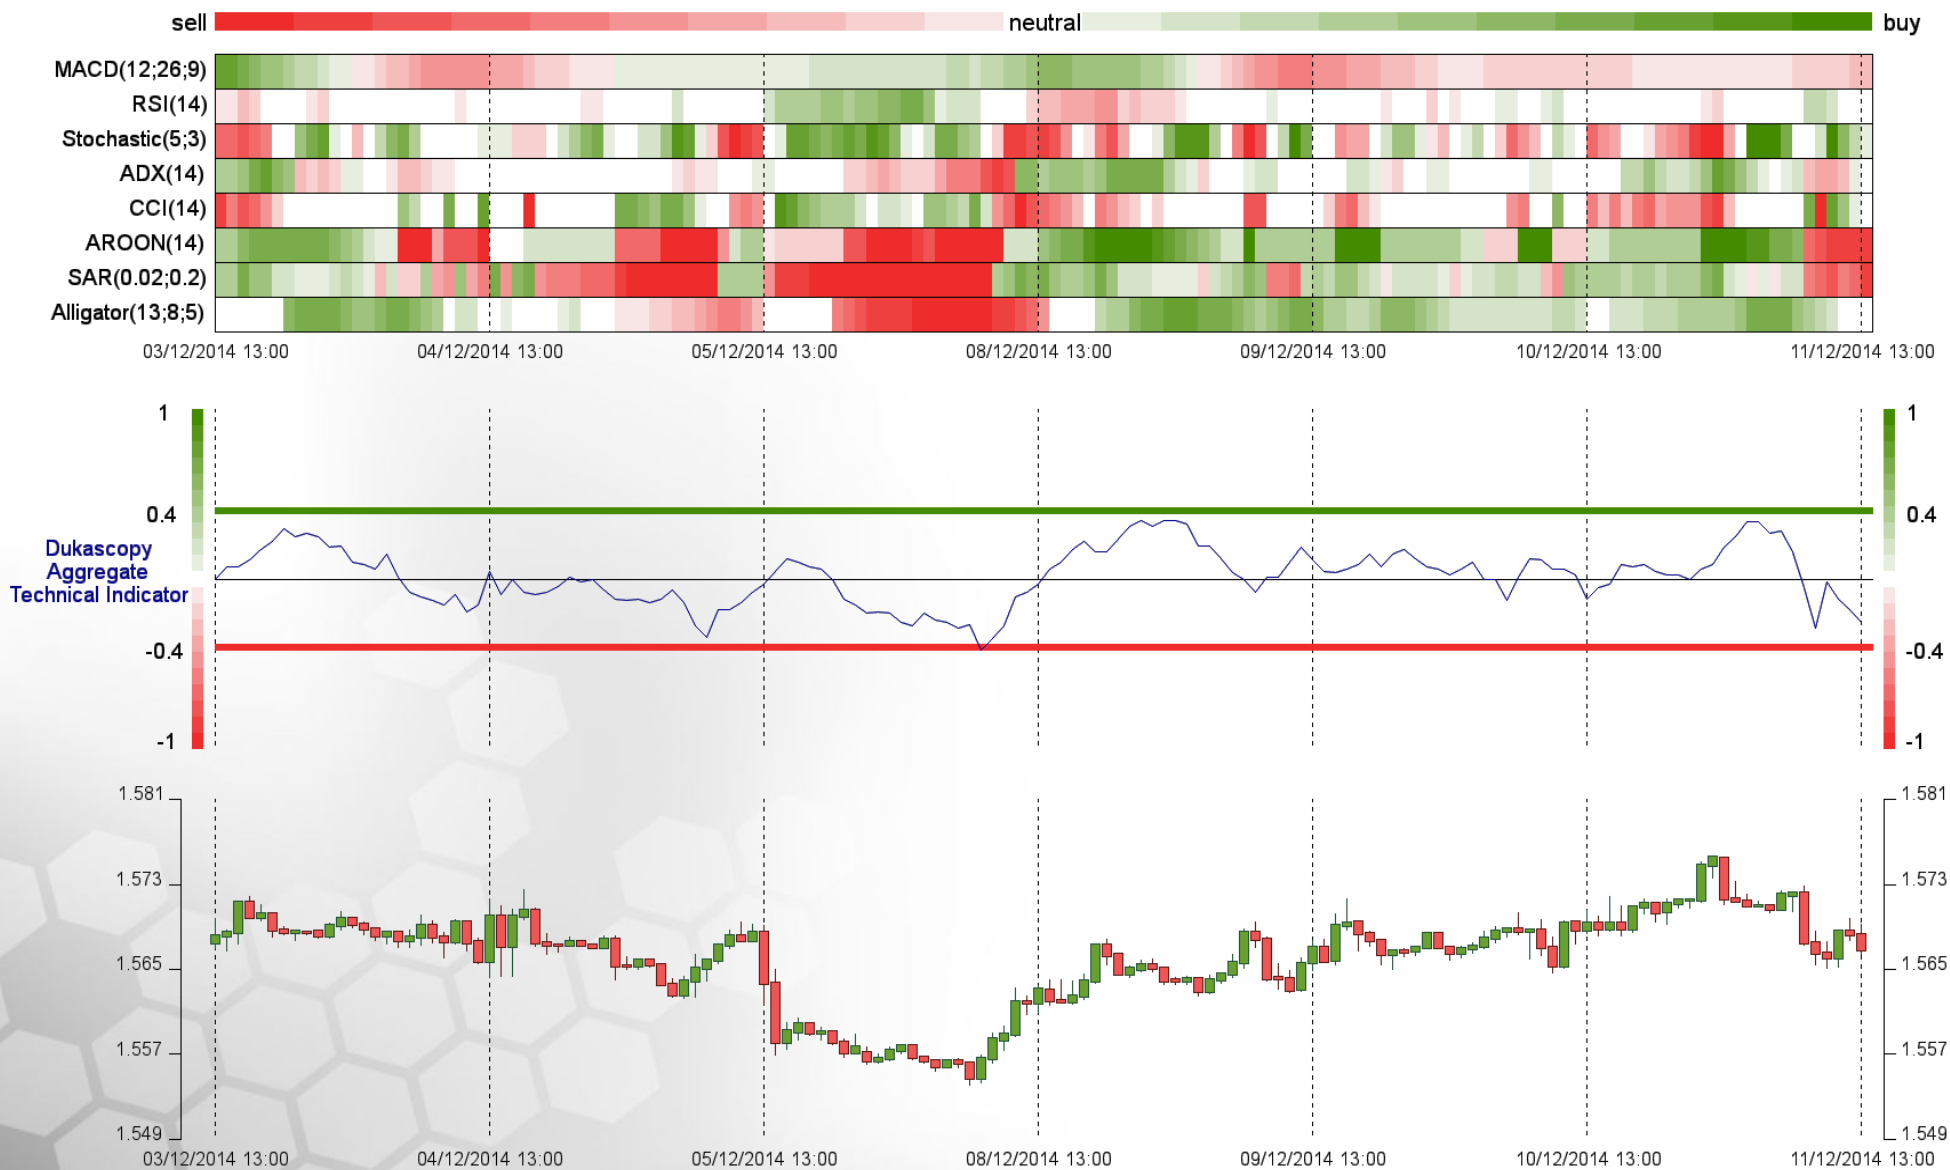 sell neutral buy
MACD(12;26;9)
RSI(14)
Stochastic(5;3)
ADX(14)
CCI(14)
AROON(14)
SAR(0.02;0.2)
Alligator(13;8;5)
03/12/2014 13:00 04/12/2014 13:00 05/12/2014 13:00 08/12/2014 13:00 09/12/2014 13:00 10/12/2014 13:00 11/12/2014 13:00
1 1
0.4 0.4
Dukascopy
Aggregate
Technical Indicator
-0.4 -0.4
-1 -1
1.581 1.581
1.573 1.573
1.565 1.565
1.557 1.557
1.549 1.549
03/12/2014 13:00 04/12/2014 13:00 05/12/2014 13:00 08/12/2014 13:00 09/12/2014 13:00 10/12/2014 13:00 11/12/2014 13:00